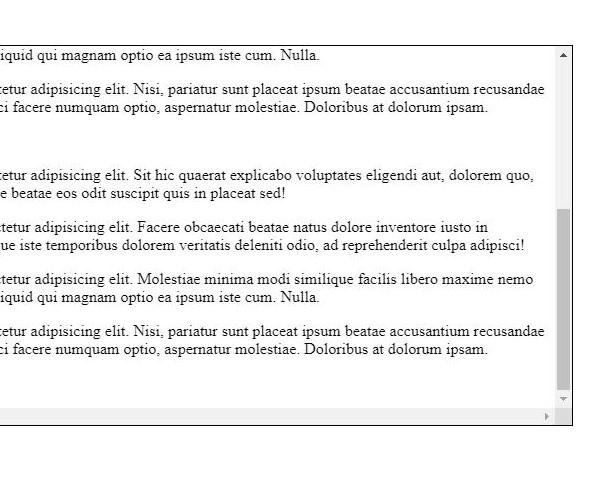 iquid qui magnam optio ea ipsum iste cum. Nulla.
etur adipisicing elit. Nisi, pariatur sunt placeat ipsum beatae accusantium recusandae
ci facere numquam optio, aspernatur molestiae. Doloribus at dolorum ipsam.
tetur adipisicing elit. Sit hic quaerat explicabo voluptates eligendi aut, dolorem quo,
e beatae eos odit suscipit quis in placeat sed!
tetur adipisicing elit. Facere obcaecati beatae natus dolore inventore iusto in
ue iste temporibus dolorem veritatis deleniti odio, ad reprehenderit culpa adipisci!
tetur adipisicing elit. Molestiae minima modi similique facilis libero maxime nemo
iquid qui magnam optio ea ipsum iste cum. Nulla.
etur adipisicing elit. Nisi, pariatur sunt placeat ipsum beatae accusantium recusandae
ci facere numquam optio, aspernatur molestiae. Doloribus at dolorum ipsam.